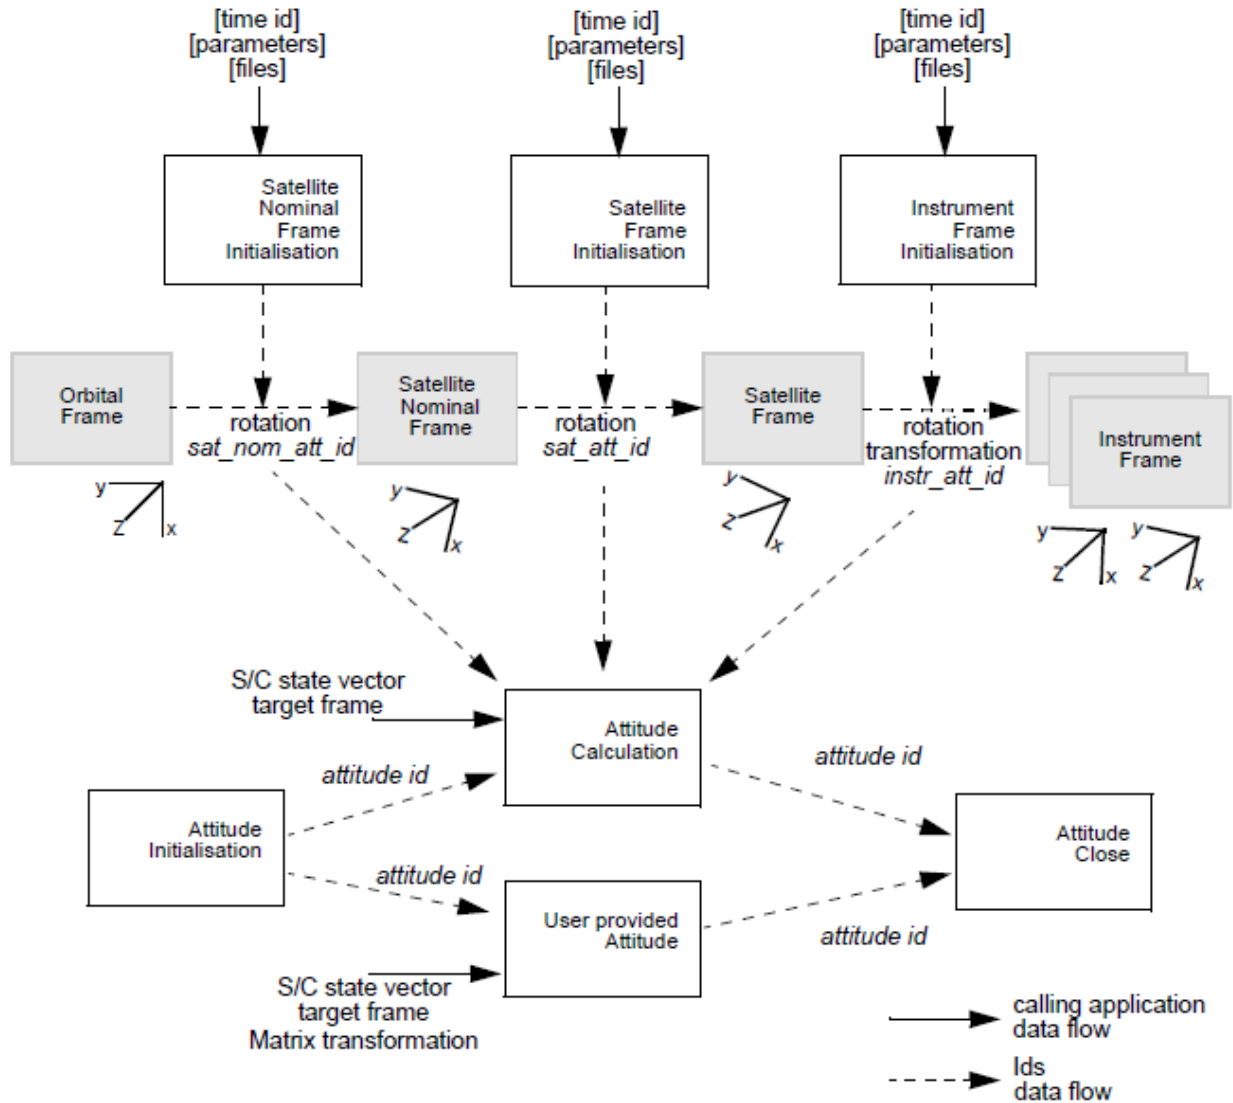 [time id]
[parameters]
[files]
[time id]
[parameters]
[files]
[time id]
[parameters]
[files]
Satellite
Nominal
Frame
Initialisation
Satellite
Frame
Initialisation
Instrument
Frame
Initialisation
Orbital
Frame
rotation
sat_nom_att_id
Satellite
Nominal
Frame
rotation
sat_att_id
Satellite
Frame
rotation
transformation
instr_att_id
Instrument
Frame
y
Z
x
y
Z
x
y
Z
x
y
Z
x
y
Z
x
S/C state vector
target frame
Attitude
Calculation
attitude id
attitude id
Attitude
Initialisation
Attitude
Close
attitude id
User provided
Attitude
attitude id
S/C state vector
target frame
Matrix transformation
calling application
data flow
Ids
data flow